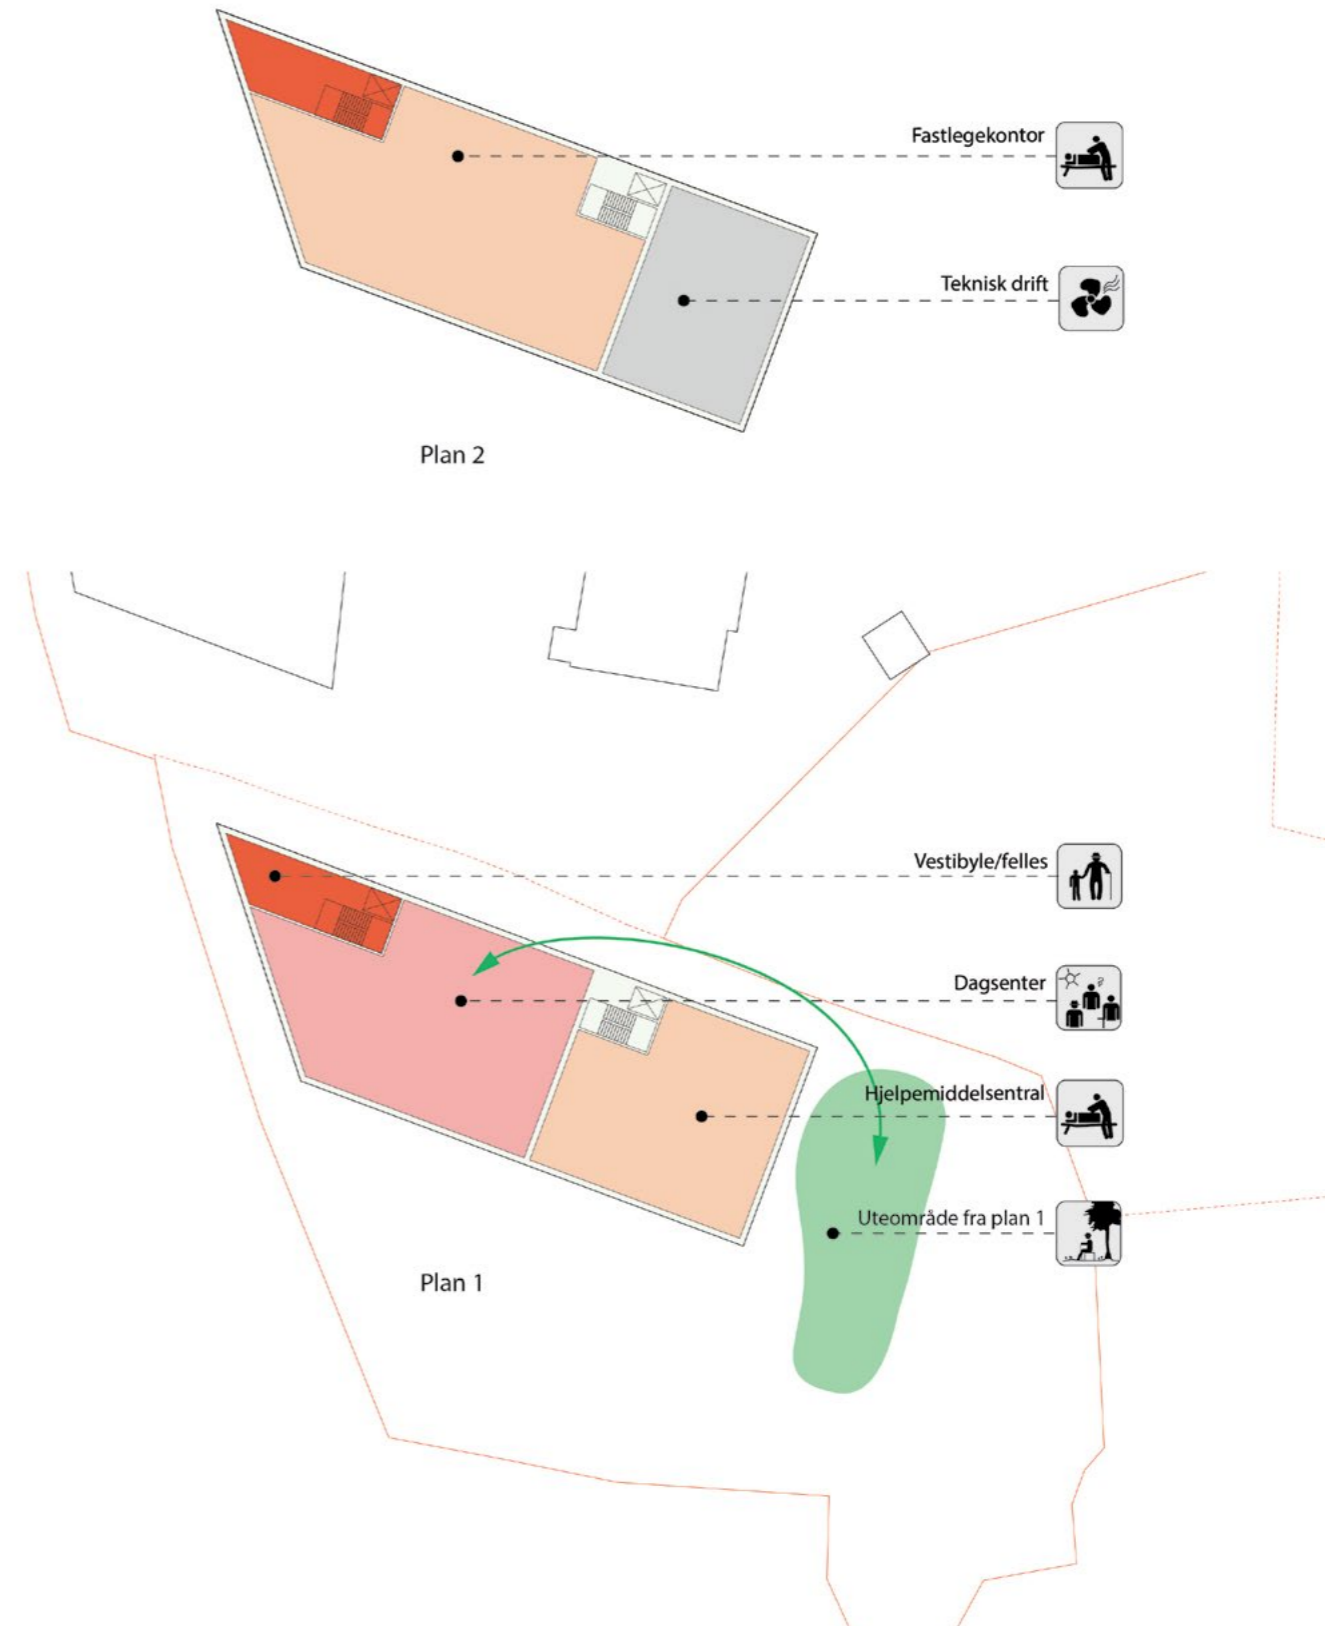 Fastlegekontor
Teknisk drift
Plan 2
Vestibyle/felles
Dagsenter
Hjelpemiddelsentral
Uteområde fra plan 1
Plan 1